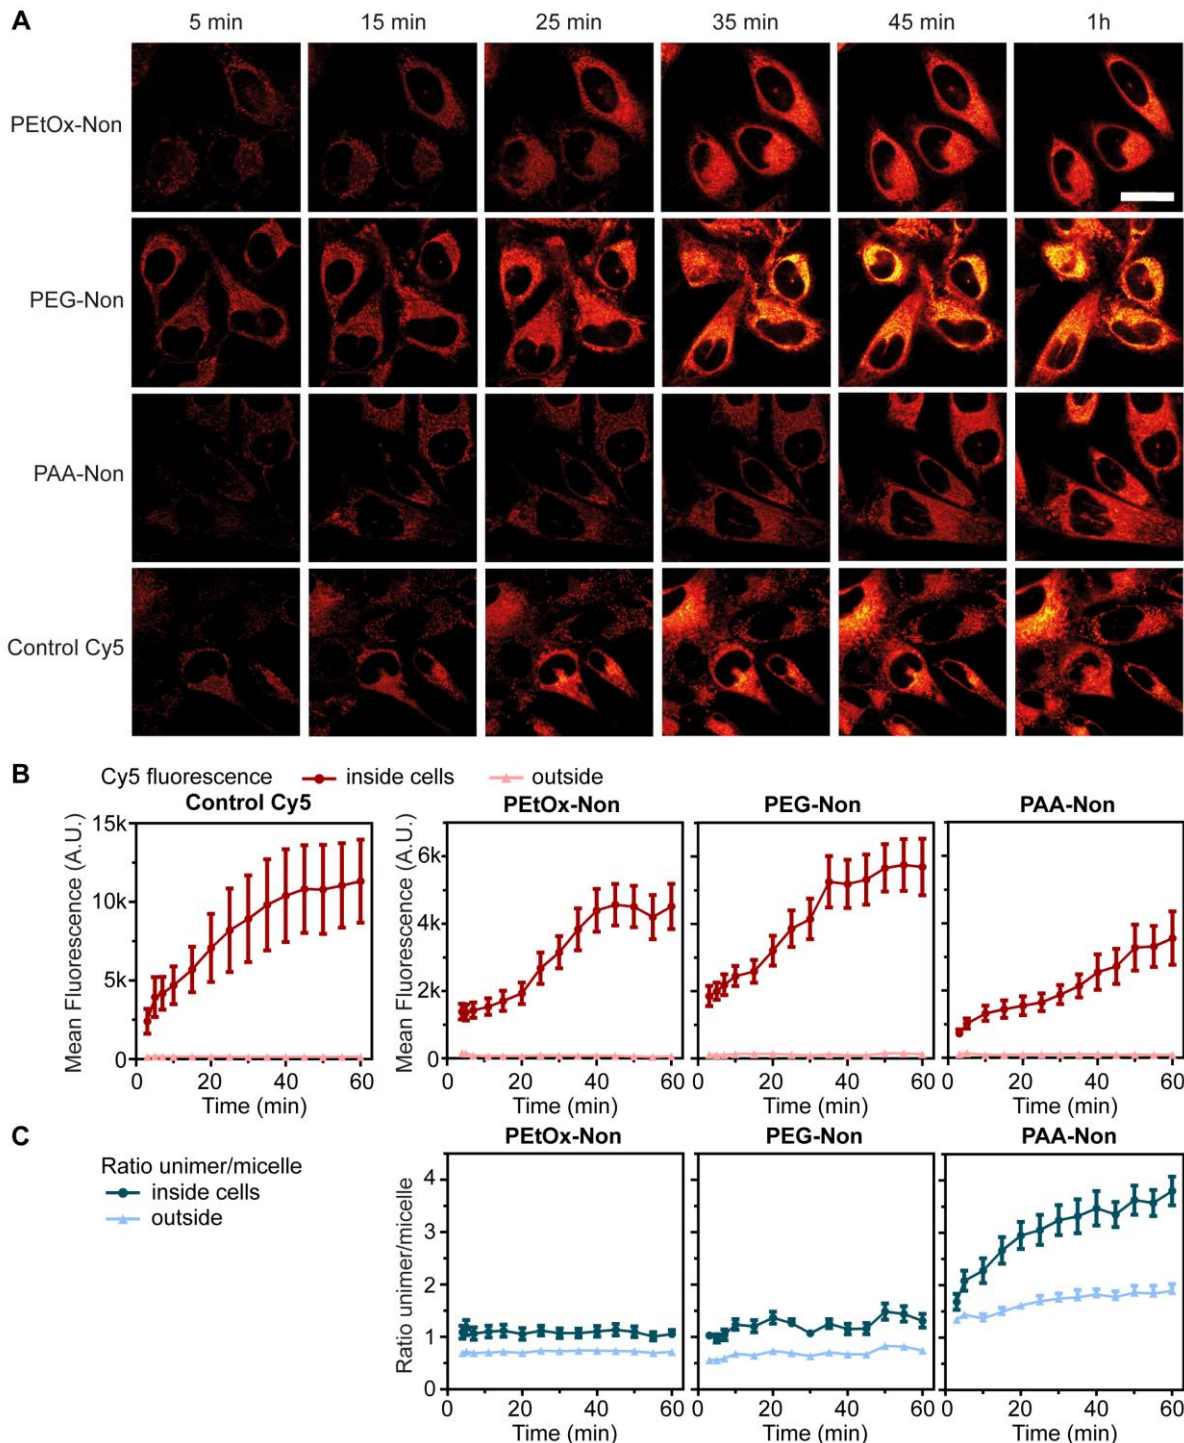 A
5 min 15 min 25 min 35 min 45 min 1h
PEtOx-Non
PEG-Non
PAA-Non
Control Cy5
B
Cy5 fluorescence inside cells outside
Control Cy5 PEtOx-Non PEG-Non PAA-Non
Mean Fluorescence (A.U.)
15k
10k
5k
0
0 20 40 60
Time (min)
Mean Fluorescence (A.U.)
6k
4k
2k
0
0 20 40 60
Time (min)
0 20 40 60
Time (min)
0 20 40 60
Time (min)
C
Ratio unimer/micelle
inside cells
outside
PEtOx-Non PEG-Non PAA-Non
Ratio unimer/micelle
4
3
2
1
0
0 20 40 60
Time (min)
0 20 40 60
Time (min)
0 20 40 60
Time (min)